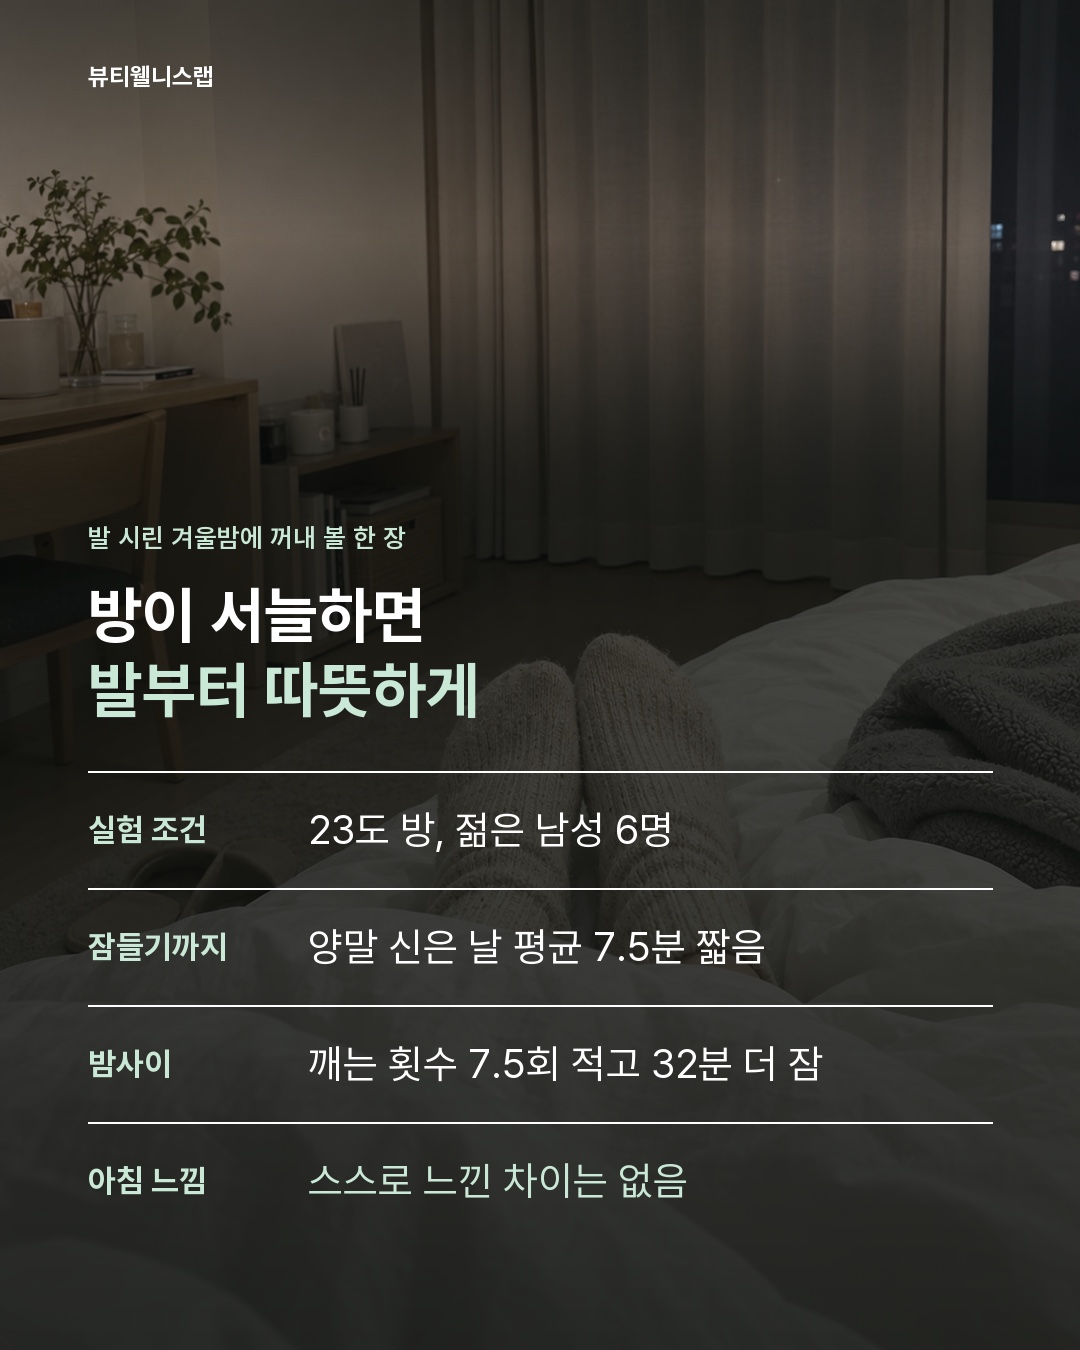 뷰티웰니스랩
발 시린 겨울밤에 꺼내 볼 한 장
방이 서늘하면
발부터 따뜻하게
실험 조건 23도 방, 젊은 남성 6명
잠들기까지 양말 신은 날 평균 7.5분 짧음
밤사이 깨는 횟수 7.5회 적고 32분 더 잠
아침 느낌 스스로 느낀 차이는 없음